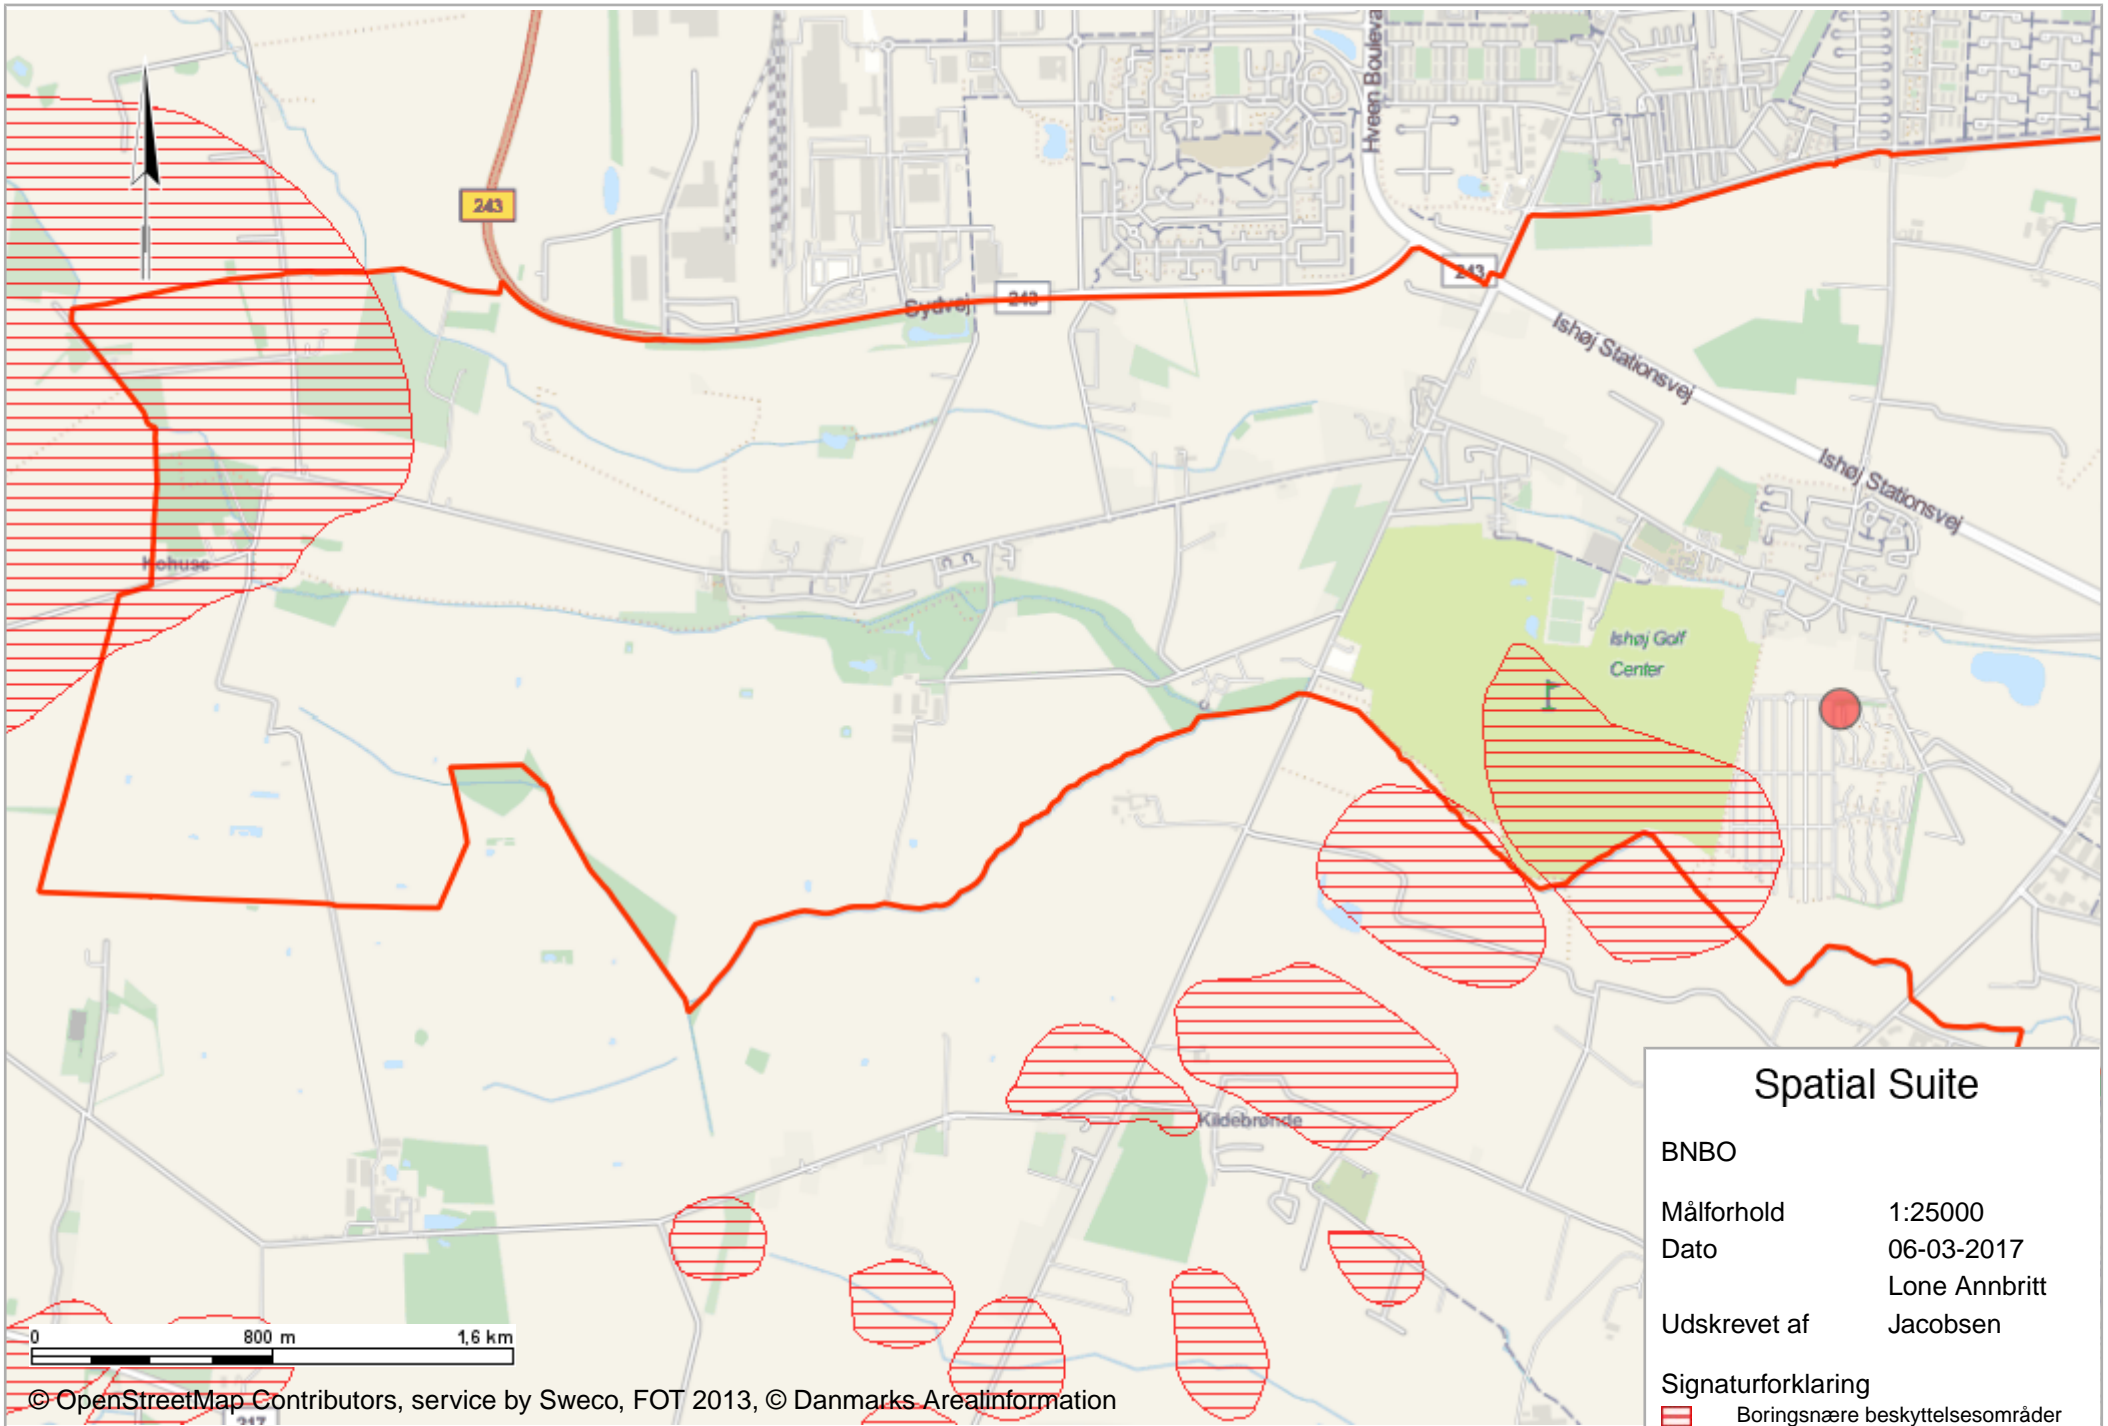 Hveen Bouleva
243
243
Sydvej
243
Ishøj Stationsvej
Ishøj Stationsvej
Kohuse
Ishøj Golf
Center
Kildebrønde
Spatial Suite
BNBO
Målforhold 1:25000
Dato 06-03-2017
Lone Annbritt
Udskrevet af Jacobsen
Signaturforklaring
Boringsnære beskyttelsesområder
0 800 m 1,6 km
© OpenStreetMap Contributors, service by Sweco, FOT 2013, © Danmarks Arealinformation
217